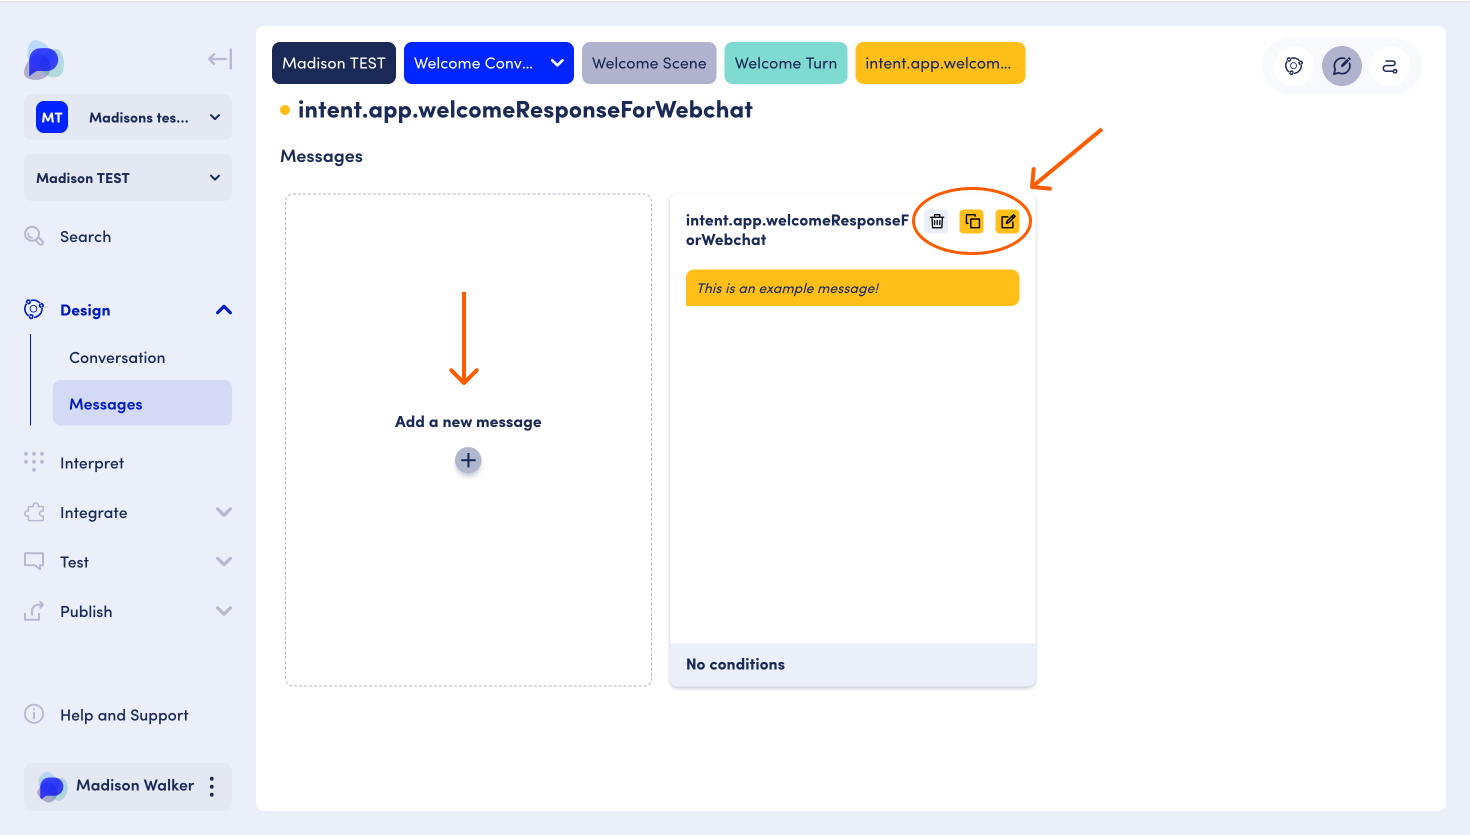 MT
Madisons tes...
Madison TEST
Search
Design
Conversation
Messages
Interpret
Integrate
Test
Publish
Help and Support
Madison Walker
Madison TEST
Welcome Conv...
Welcome Scene
Welcome Turn
intent.app.welcom...
intent.app.welcomeResponseForWebchat
Messages
Add a new message
intent.app.welcomeResponseF
orWebchat
This is an example message!
No conditions